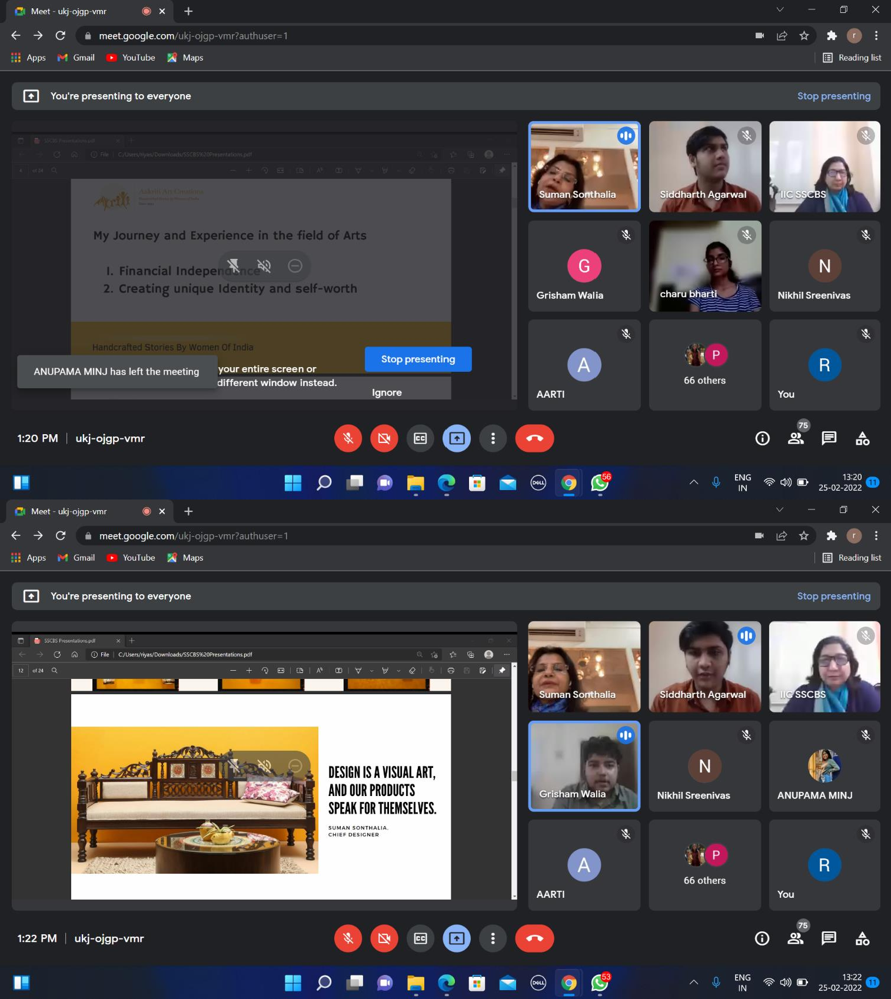 Meet - ukj-ojgp-vmr
meet.google.com/ukj-ojgp-vmr?authuser=1
r
Apps Gmail YouTube Maps
Reading list
You're presenting to everyone
Stop presenting
SSCBS Presentations.pdf
File C:/Users/riyas/Downloads/SSCBS%20Presentations.pdf
4 of 24
Aakriti Art Creations
My Journey and Experience in the field of Arts
1. Financial Independence
2. Creating unique Identity and self-worth
Handcrafted Stories By Women Of India
ANUPAMA MINJ has left the meeting
your entire screen or
different window instead.
Stop presenting
Ignore
Suman Sonthalia
Siddharth Agarwal
IIC SSCBS
G
Grisham Walia
charu bharti
N
Nikhil Sreenivas
A
AARTI
P
66 others
R
You
1:20 PM ukj-ojgp-vmr
CC
75
DELL
56
ENG
IN
13:20
25-02-2022
11
Meet - ukj-ojgp-vmr
meet.google.com/ukj-ojgp-vmr?authuser=1
r
Apps Gmail YouTube Maps
Reading list
You're presenting to everyone
Stop presenting
SSCBS Presentations.pdf
File C:/Users/riyas/Downloads/SSCBS%20Presentations.pdf
12 of 24
DESIGN IS A VISUAL ART,
AND OUR PRODUCTS
SPEAK FOR THEMSELVES.
SUMAN SONTHALIA,
CHIEF DESIGNER
Suman Sonthalia
Siddharth Agarwal
IIC SSCBS
Grisham Walia
N
Nikhil Sreenivas
ANUPAMA MINJ
A
AARTI
P
66 others
R
You
1:22 PM ukj-ojgp-vmr
CC
75
DELL
53
ENG
IN
13:22
25-02-2022
11